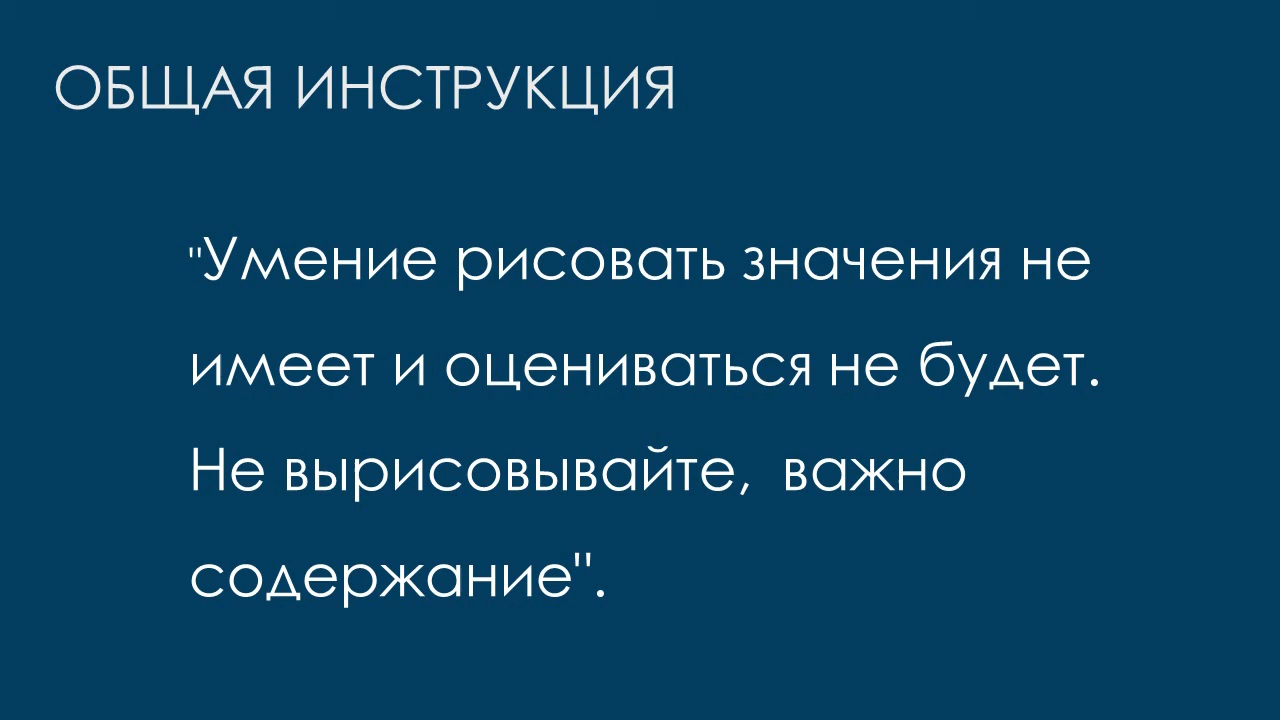 ОБЩАЯ ИНСТРУКЦИЯ
"Умение рисовать значения не
имеет и оцениваться не будет.
Не вырисовывайте, важно
содержание".